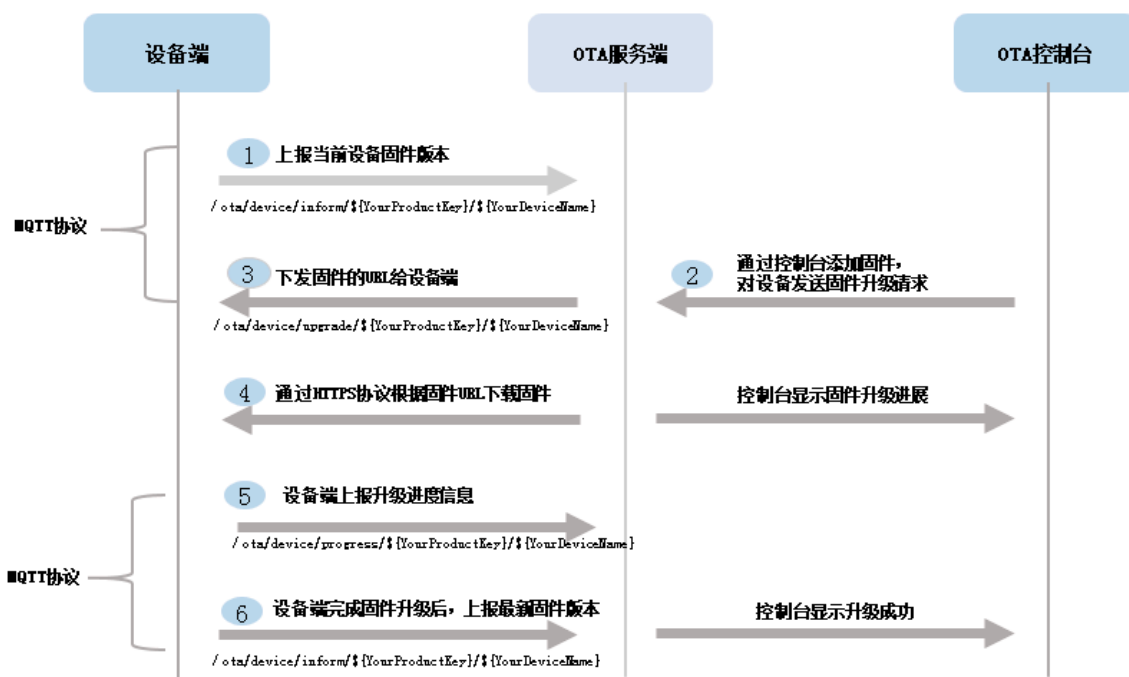 设备端
OTA服务端
OTA控制台
1
上报当前设备固件版本
/ota/device/inform/${YourProductKey}/${YourDeviceName}
MQTT协议
3
下发固件的URL给设备端
2
通过控制台添加固件，
对设备发送固件升级请求
/ota/device/upgrade/${YourProductKey}/${YourDeviceName}
4
通过HTTPS协议根据固件URL下载固件
控制台显示固件升级进展
5
设备端上报升级进度信息
/ota/device/progress/${YourProductKey}/${YourDeviceName}
MQTT协议
6
设备端完成固件升级后，上报最新固件版本
控制台显示升级成功
/ota/device/inform/${YourProductKey}/${YourDeviceName}